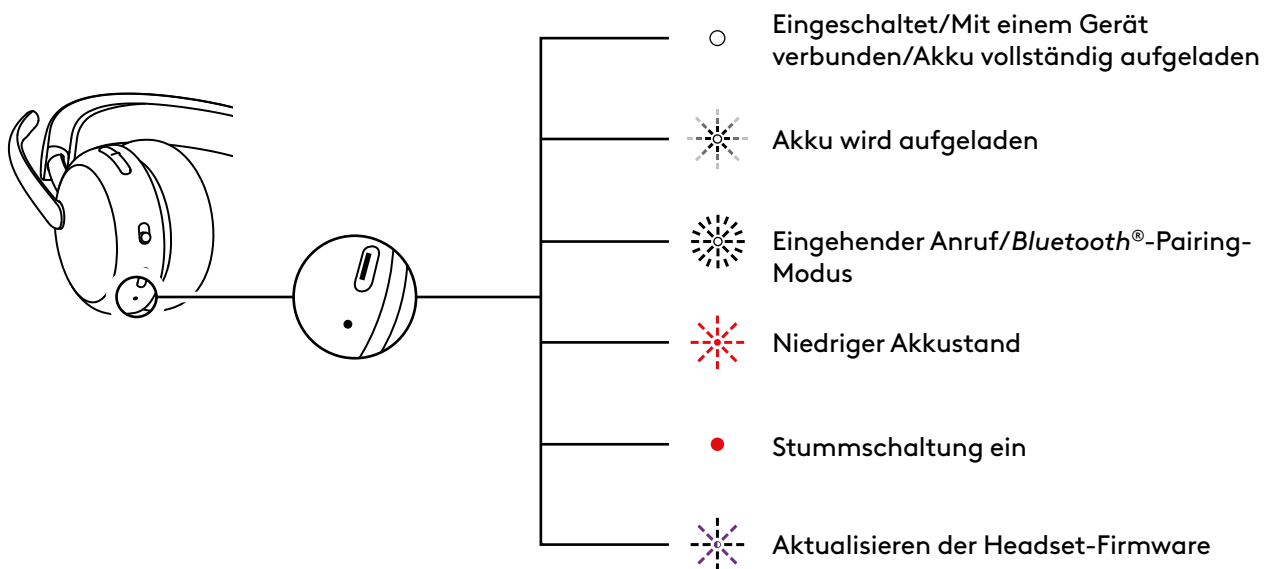 Eingeschaltet/Mit einem Gerät
verbunden/Akku vollständig aufgeladen
Akku wird aufgeladen
Eingehender Anruf/Bluetooth®-Pairing-
Modus
Niedriger Akkustand
Stummschaltung ein
Aktualisieren der Headset-Firmware